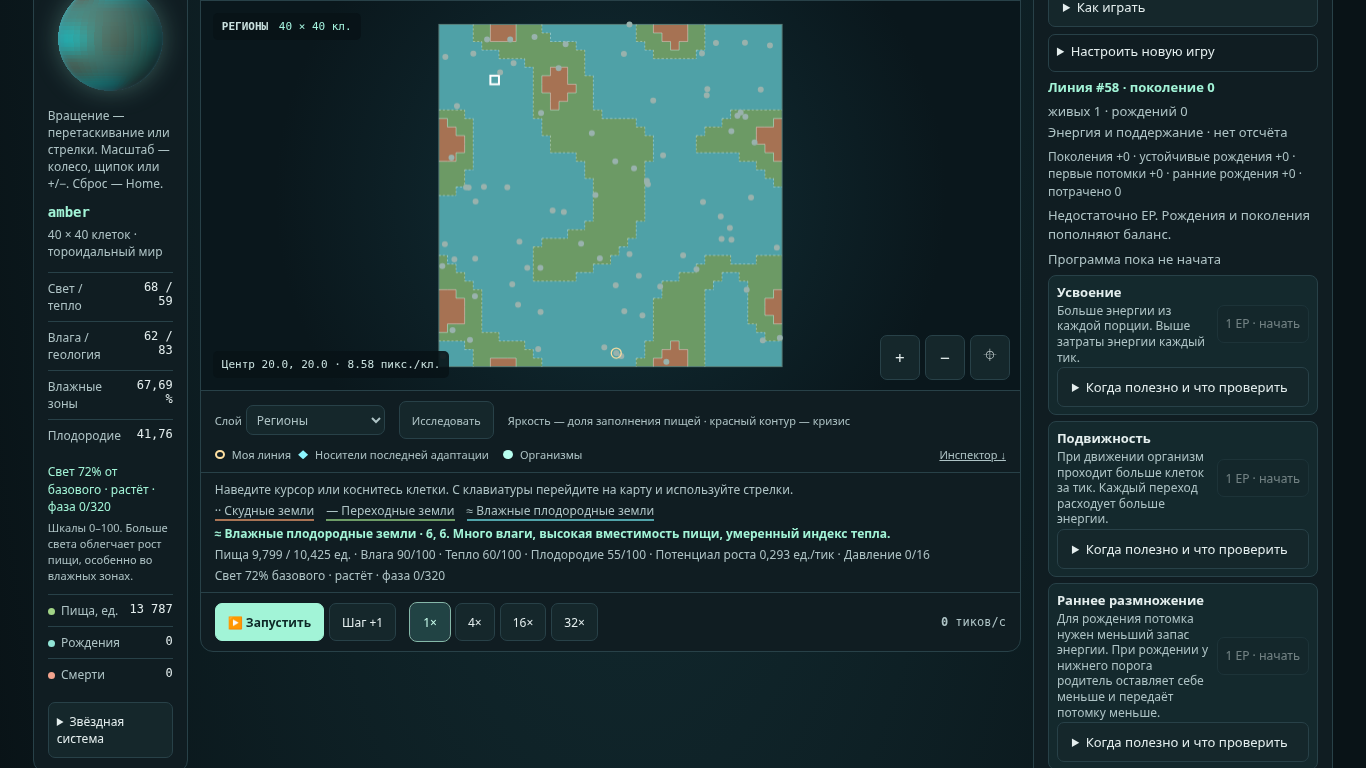 Вращение —
перетаскивание или
стрелки. Масштаб —
колесо, щипок или
+/−. Сброс — Home.
amber
40 × 40 клеток ·
тороидальный мир
Свет /
тепло
68 /
59
Влага /
геология
62 /
83
Влажные
зоны
67,69
%
Плодородие
41,76
Свет 72% от
базового · растёт ·
фаза 0/320
Шкалы 0–100. Больше
света облегчает рост
пищи, особенно во
влажных зонах.
Пища, ед.
13 787
Рождения
0
Смерти
0
▶ Звёздная
система
РЕГИОНЫ 40 × 40 кл.
Центр 20.0, 20.0 · 8.58 пикс./кл.
+
−
Слой
Регионы
Исследовать
Яркость — доля заполнения пищей · красный контур — кризис
Моя линия
Носители последней адаптации
Организмы
Инспектор ↓
Наведите курсор или коснитесь клетки. С клавиатуры перейдите на карту и используйте стрелки.
·· Скудные земли
— Переходные земли
≈ Влажные плодородные земли
≈ Влажные плодородные земли · 6, 6. Много влаги, высокая вместимость пищи, умеренный индекс тепла.
Пища 9,799 / 10,425 ед. · Влага 90/100 · Тепло 60/100 · Плодородие 55/100 · Потенциал роста 0,293 ед./тик · Давление 0/16
Свет 72% базового · растёт · фаза 0/320
▶️ Запустить
Шаг +1
1×
4×
16×
32×
0 тиков/с
▶ Как играть
▶ Настроить новую игру
Линия #58 · поколение 0
живых 1 · рождений 0
Энергия и поддержание · нет отсчёта
Поколения +0 · устойчивые рождения +0 ·
первые потомки +0 · ранние рождения +0 ·
потрачено 0
Недостаточно EP. Рождения и поколения
пополняют баланс.
Программа пока не начата
Усвоение
Больше энергии из
каждой порции. Выше
затраты энергии каждый
тик.
1 EP · начать
▶ Когда полезно и что проверить
Подвижность
При движении организм
проходит больше клеток
за тик. Каждый переход
расходует больше
энергии.
1 EP · начать
▶ Когда полезно и что проверить
Раннее размножение
Для рождения потомка
нужен меньший запас
энергии. При рождении у
нижнего порога
родитель оставляет себе
меньше и передаёт
потомку меньше.
1 EP · начать
▶ Когда полезно и что проверить